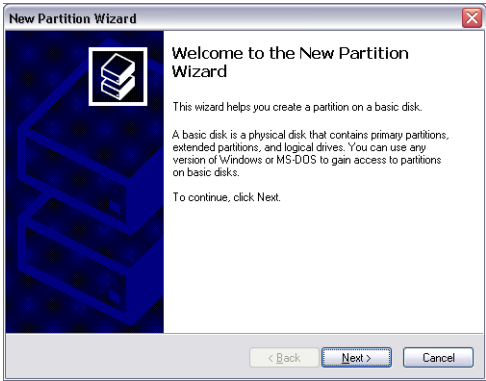 New Partition Wizard
Welcome to the New Partition
Wizard
This wizard helps you create a partition on a basic disk.
A basic disk is a physical disk that contains primary partitions,
extended partitions, and logical drives. You can use any
version of Windows or MS-DOS to gain access to partitions
on basic disks.
To continue, click Next.
< Back Next > Cancel